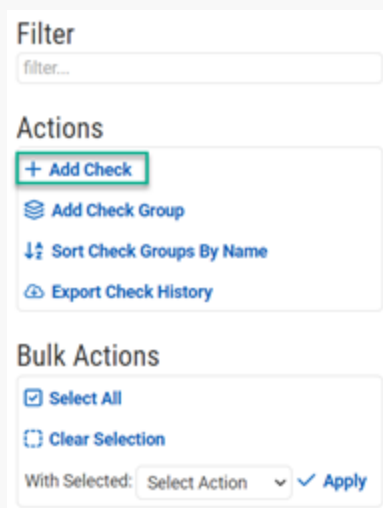 Filter
filter...
Actions
Add Check
Add Check Group
Sort Check Groups By Name
Export Check History
Bulk Actions
Select All
Clear Selection
With Selected: Select Action Apply